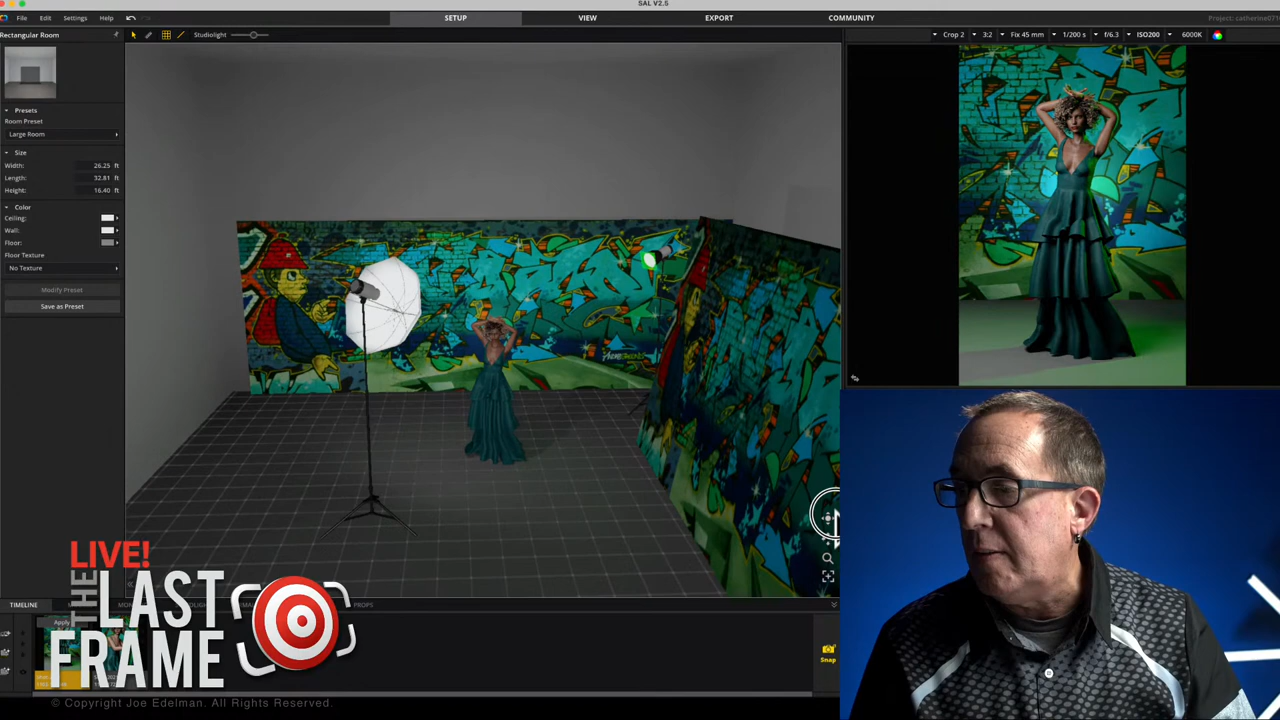 SAL V2.5
File Edit Settings Help
SETUP VIEW EXPORT COMMUNITY
Rectangular Room
Studiolight
Crop 2 3:2 Fix 45 mm 1/200 s f/6.3 ISO200 6000K
Presets
Room Preset
Large Room
Size
Width: 26.25 ft
Length: 32.81 ft
Height: 16.40 ft
Color
Ceiling:
Wall:
Floor:
Floor Texture
No Texture
Modify Preset
Save as Preset
TIMELINE
PROPS
Apply
Snap
LIVE!
THE
LAST
FRAME
© Copyright Joe Edelman. All Rights Reserved.